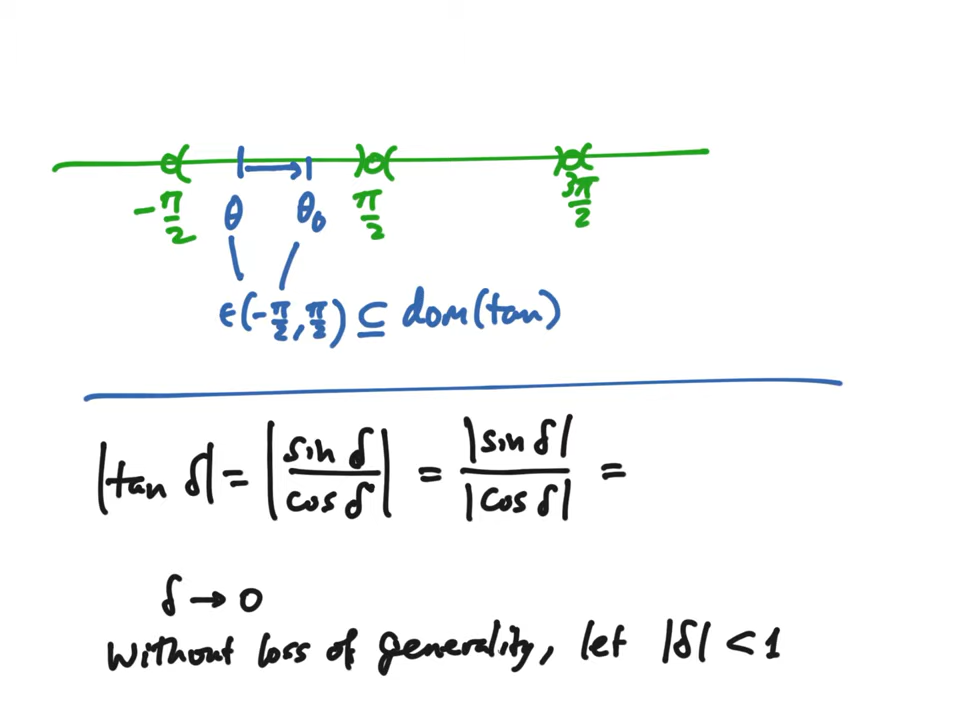 -π/2 θ θ₀ π/2 3π/2
ϵ(-π/2, π/2) ⊆ dom(tan)
|tan δ| = |sin δ / cos δ| = |sin δ| / |cos δ| =
δ → 0
Without loss of generality, let |δ| < 1